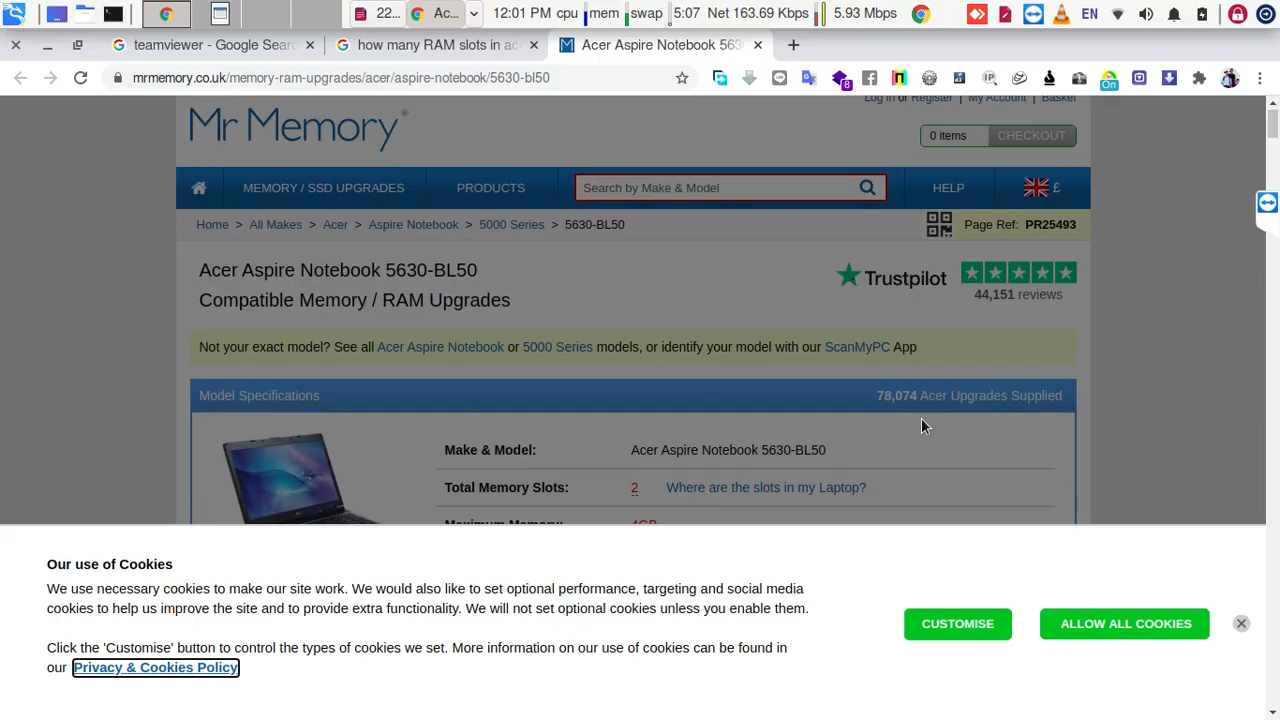 22... Ac... 12.01 PM cpu mem swap 5:07 Net 163.69 Kbps 5.93 Mbps EN
teamviewer - Google Sear how many RAM slots in ac Acer Aspire Notebook 563
mrmemory.co.uk/memory-ram-upgrades/acer/aspire-notebook/5630-bl50 8 IP On
Log in or Register | My Account | Basket
Mr Memory®
0 items CHECKOUT
MEMORY / SSD UPGRADES PRODUCTS Search by Make & Model HELP £
Home > All Makes > Acer > Aspire Notebook > 5000 Series > 5630-BL50 Page Ref: PR25493
Acer Aspire Notebook 5630-BL50
Compatible Memory / RAM Upgrades
Trustpilot
44,151 reviews
Not your exact model? See all Acer Aspire Notebook or 5000 Series models, or identify your model with our ScanMyPC App
Model Specifications 78,074 Acer Upgrades Supplied
Make & Model: Acer Aspire Notebook 5630-BL50
Total Memory Slots: 2 Where are the slots in my Laptop?
Maximum Memory: 4GB
Our use of Cookies
We use necessary cookies to make our site work. We would also like to set optional performance, targeting and social media
cookies to help us improve the site and to provide extra functionality. We will not set optional cookies unless you enable them.
Click the 'Customise' button to control the types of cookies we set. More information on our use of cookies can be found in
our Privacy & Cookies Policy.
CUSTOMISE ALLOW ALL COOKIES